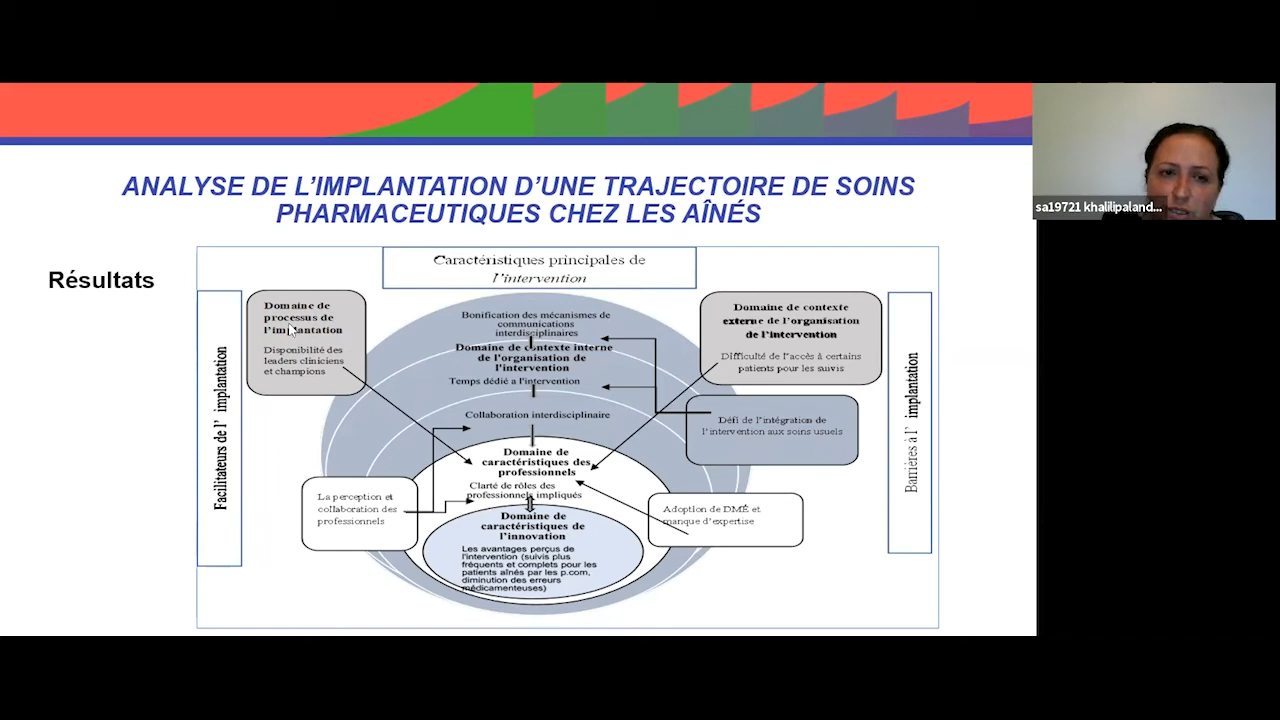 ANALYSE DE L'IMPLANTATION D'UNE TRAJECTOIRE DE SOINS
PHARMACEUTIQUES CHEZ LES AÎNÉS
sa19721 khalilipaland...
Résultats
Caractéristiques principales de
l'intervention
Facilitateurs de l' implantation
Domaine de
processus de
l'implantation
Disponibilité des
leaders cliniciens
et champions
Bonification des mécanismes de
communications
interdisciplinaires
Domaine de contexte interne
de l'organisation de
l'intervention
Temps dédié a l'intervention
Collaboration interdisciplinaire
Domaine de
caractéristiques des
professionnels
Clarté de rôles des
professionnels impliqués
Domaine de
caractéristiques de
l'innovation
Les avantages perçus de
l'intervention (suivis plus
fréquents et complets pour les
patients aînés par les p.com,
diminution des erreurs
médicamenteuses)
La perception et
collaboration des
professionnels
Domaine de contexte
externe de l'organisation
de l'intervention
Difficulté de l'accès à certains
patients pour les suivis
Défi de l'intégration de
l'intervention aux soins usuels
Adoption de DMÉ et
manque d'expertise
Barrières à l' implantation